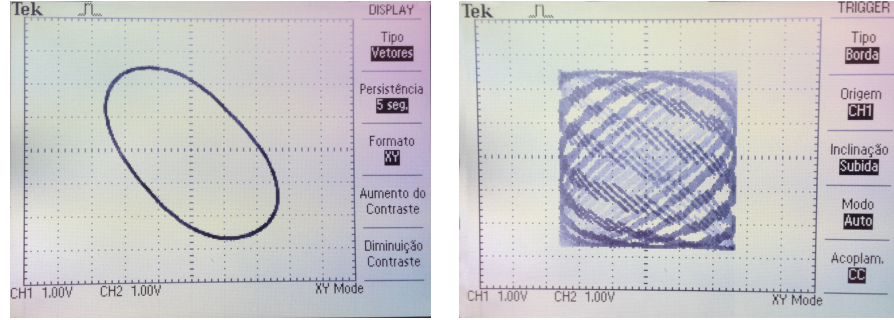 Tek
DISPLAY
Tipo
Vetores
Persistência
5 seg.
Formato
XY
Aumento do
Contraste
Diminuição
Contraste
CH1 1.00V CH2 1.00V XY Mode
Tek
TRIGGER
Tipo
Borda
Origem
CH1
Inclinação
Subida
Modo
Auto
Acoplam.
CC
CH1 1.00V CH2 1.00V XY Mode